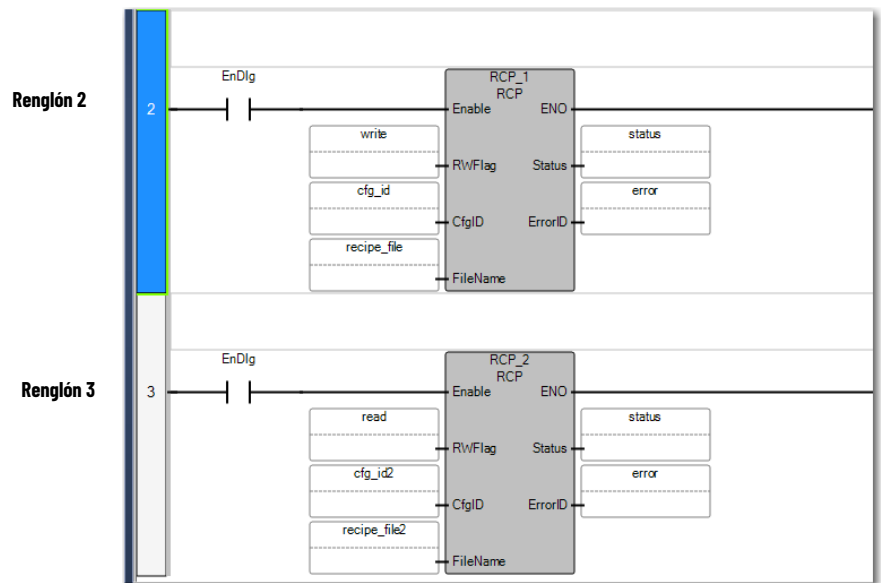 EnDlg
RCP_1
RCP
Renglón 2
2
Enable ENO
write status
RWFlag Status
cfg_id error
CfgID ErrorID
recipe_file
FileName
EnDlg
RCP_2
RCP
Renglón 3
3
Enable ENO
read status
RWFlag Status
cfg_id2 error
CfgID ErrorID
recipe_file2
FileName